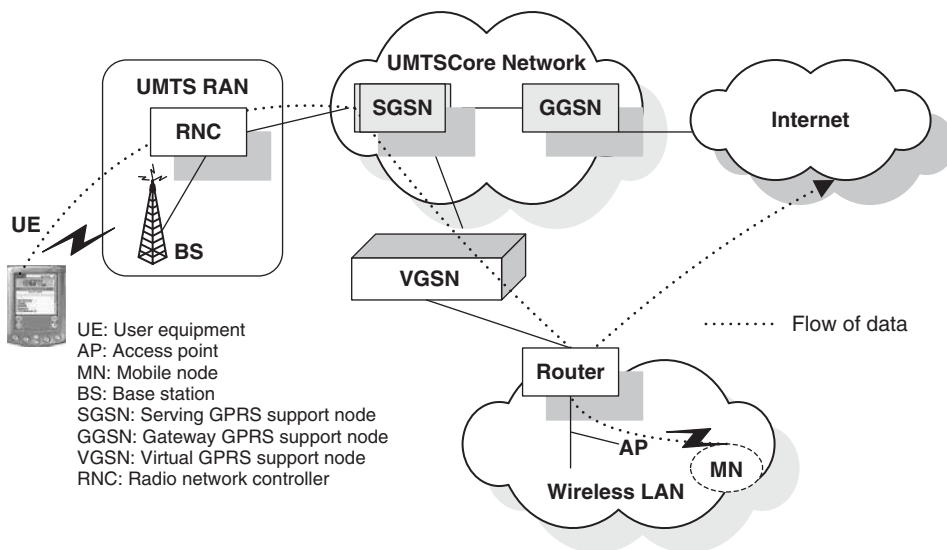 UMTSCore Network
UMTS RAN
SGSN
GGSN
Internet
RNC
UE
BS
VGSN
Flow of data
UE: User equipment
AP: Access point
MN: Mobile node
BS: Base station
SGSN: Serving GPRS support node
GGSN: Gateway GPRS support node
VGSN: Virtual GPRS support node
RNC: Radio network controller
Router
AP
MN
Wireless LAN